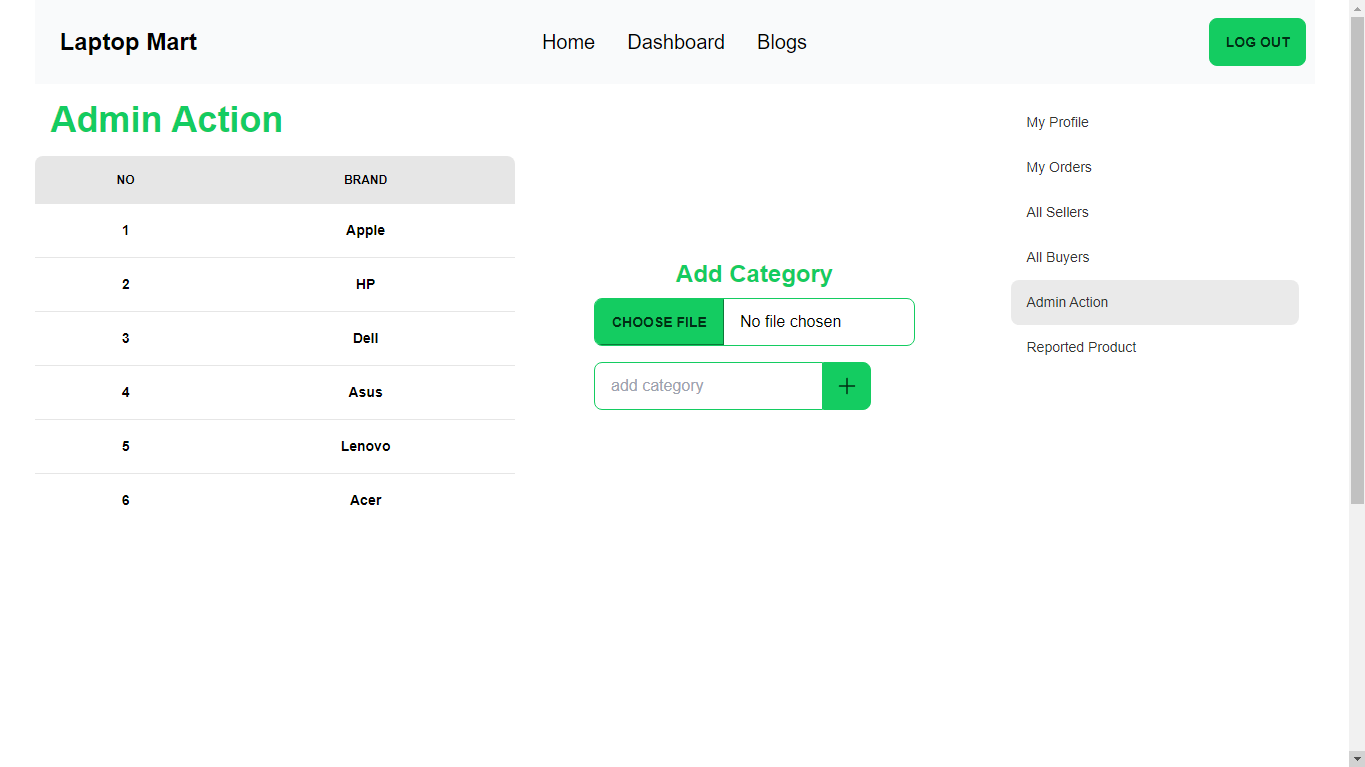 Laptop Mart
Home Dashboard Blogs
LOG OUT
Admin Action
NO BRAND
1 Apple
2 HP
3 Dell
4 Asus
5 Lenovo
6 Acer
Add Category
CHOOSE FILE No file chosen
add category +
My Profile
My Orders
All Sellers
All Buyers
Admin Action
Reported Product